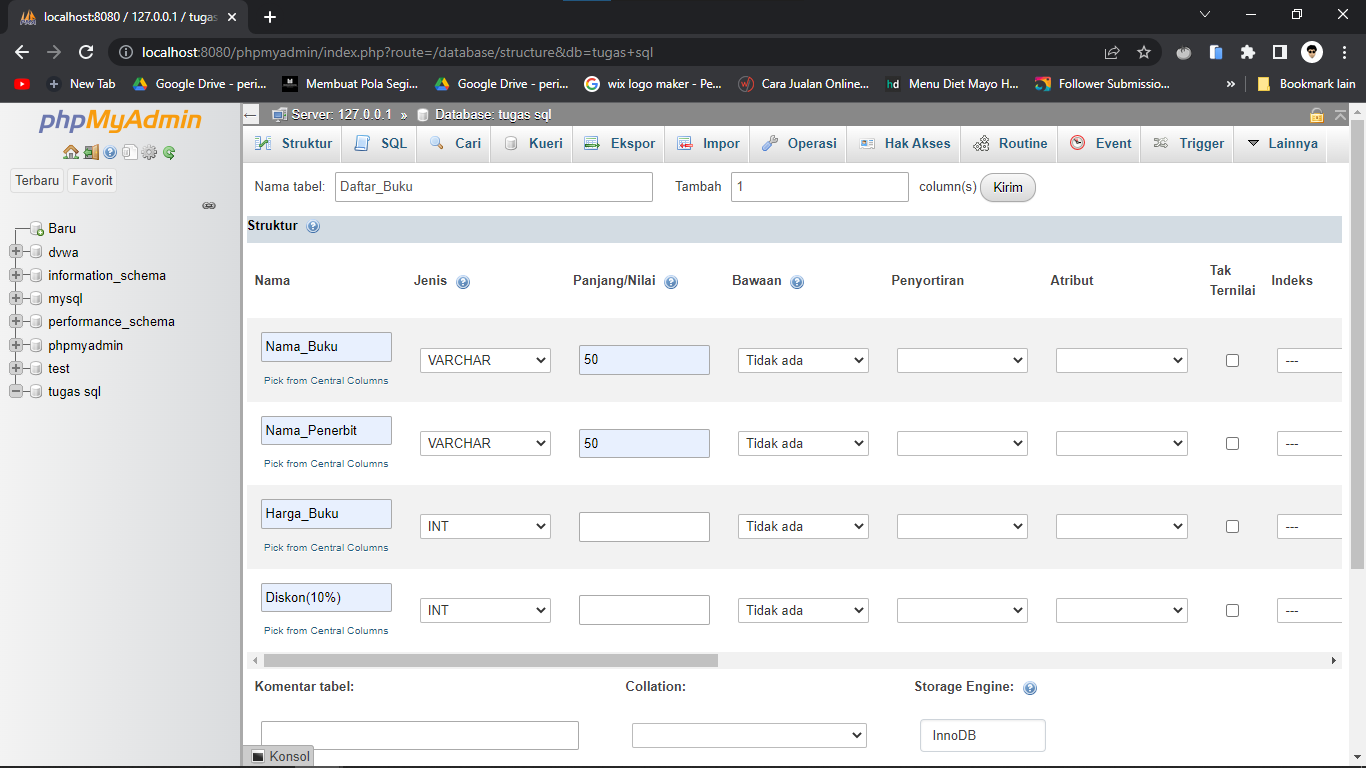 localhost:8080 / 127.0.0.1 / tugas
localhost:8080/phpmyadmin/index.php?route=/database/structure&db=tugas+sql
New Tab
Google Drive - peri...
Membuat Pola Segi...
Google Drive - peri...
wix logo maker - Pe...
Cara Jualan Online...
hd
Menu Diet Mayo H...
Follower Submissio...
»
Bookmark lain
phpMyAdmin
Terbaru
Favorit
Baru
dvwa
information_schema
mysql
performance_schema
phpmyadmin
test
tugas sql
Server: 127.0.0.1 » Database: tugas sql
Struktur
SQL
Cari
Kueri
Ekspor
Impor
Operasi
Hak Akses
Routine
Event
Trigger
Lainnya
Nama tabel: Daftar_Buku Tambah 1 column(s) Kirim
Struktur
Nama
Jenis
Panjang/Nilai
Bawaan
Penyortiran
Atribut
Tak
Ternilai
Indeks
Nama_Buku VARCHAR 50 Tidak ada ---
Pick from Central Columns
Nama_Penerbit VARCHAR 50 Tidak ada ---
Pick from Central Columns
Harga_Buku INT Tidak ada ---
Pick from Central Columns
Diskon(10%) INT Tidak ada ---
Pick from Central Columns
Komentar tabel:
Collation:
Storage Engine:
InnoDB
Konsol